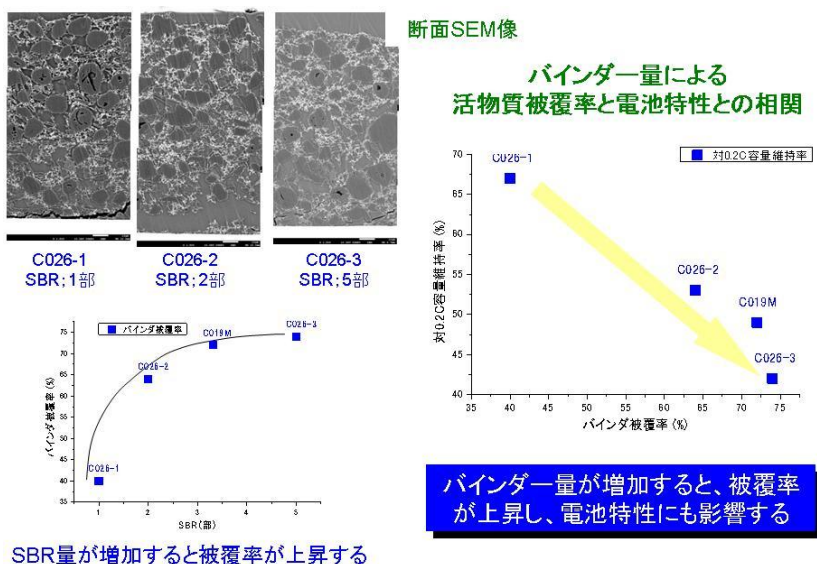 断面SEM像
バインダー量による
活物質被覆率と電池特性との相関
C026-1
SBR;1部
C026-2
SBR;2部
C026-3
SBR;5部
バインダ被覆率
C026-1
C026-2
C019M
C026-3
バインダ被覆率(%)
75
70
65
60
55
50
45
40
35
1
2
3
4
5
SBR(部)
SBR量が増加すると被覆率が上昇する
対0.2C容量維持率
C026-1
C026-2
C019M
C026-3
対0.2C容量維持率(%)
70
65
60
55
50
45
40
35
40
45
50
55
60
65
70
75
バインダ被覆率(%)
バインダー量が増加すると、被覆率
が上昇し、電池特性にも影響する